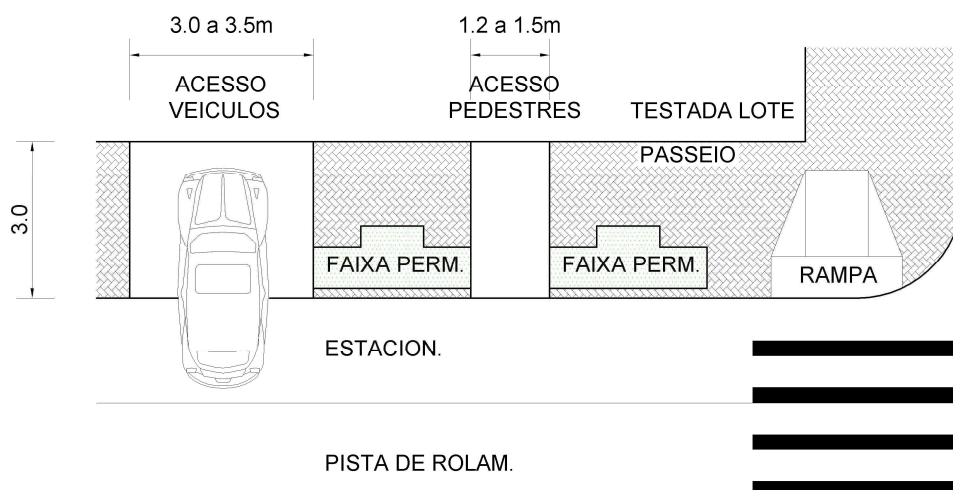 3.0 a 3.5m
1.2 a 1.5m
ACESSO
VEICULOS
ACESSO
PEDESTRES
TESTADA LOTE
PASSEIO
3.0
FAIXA PERM.
FAIXA PERM.
RAMPA
ESTACION.
PISTA DE ROLAM.